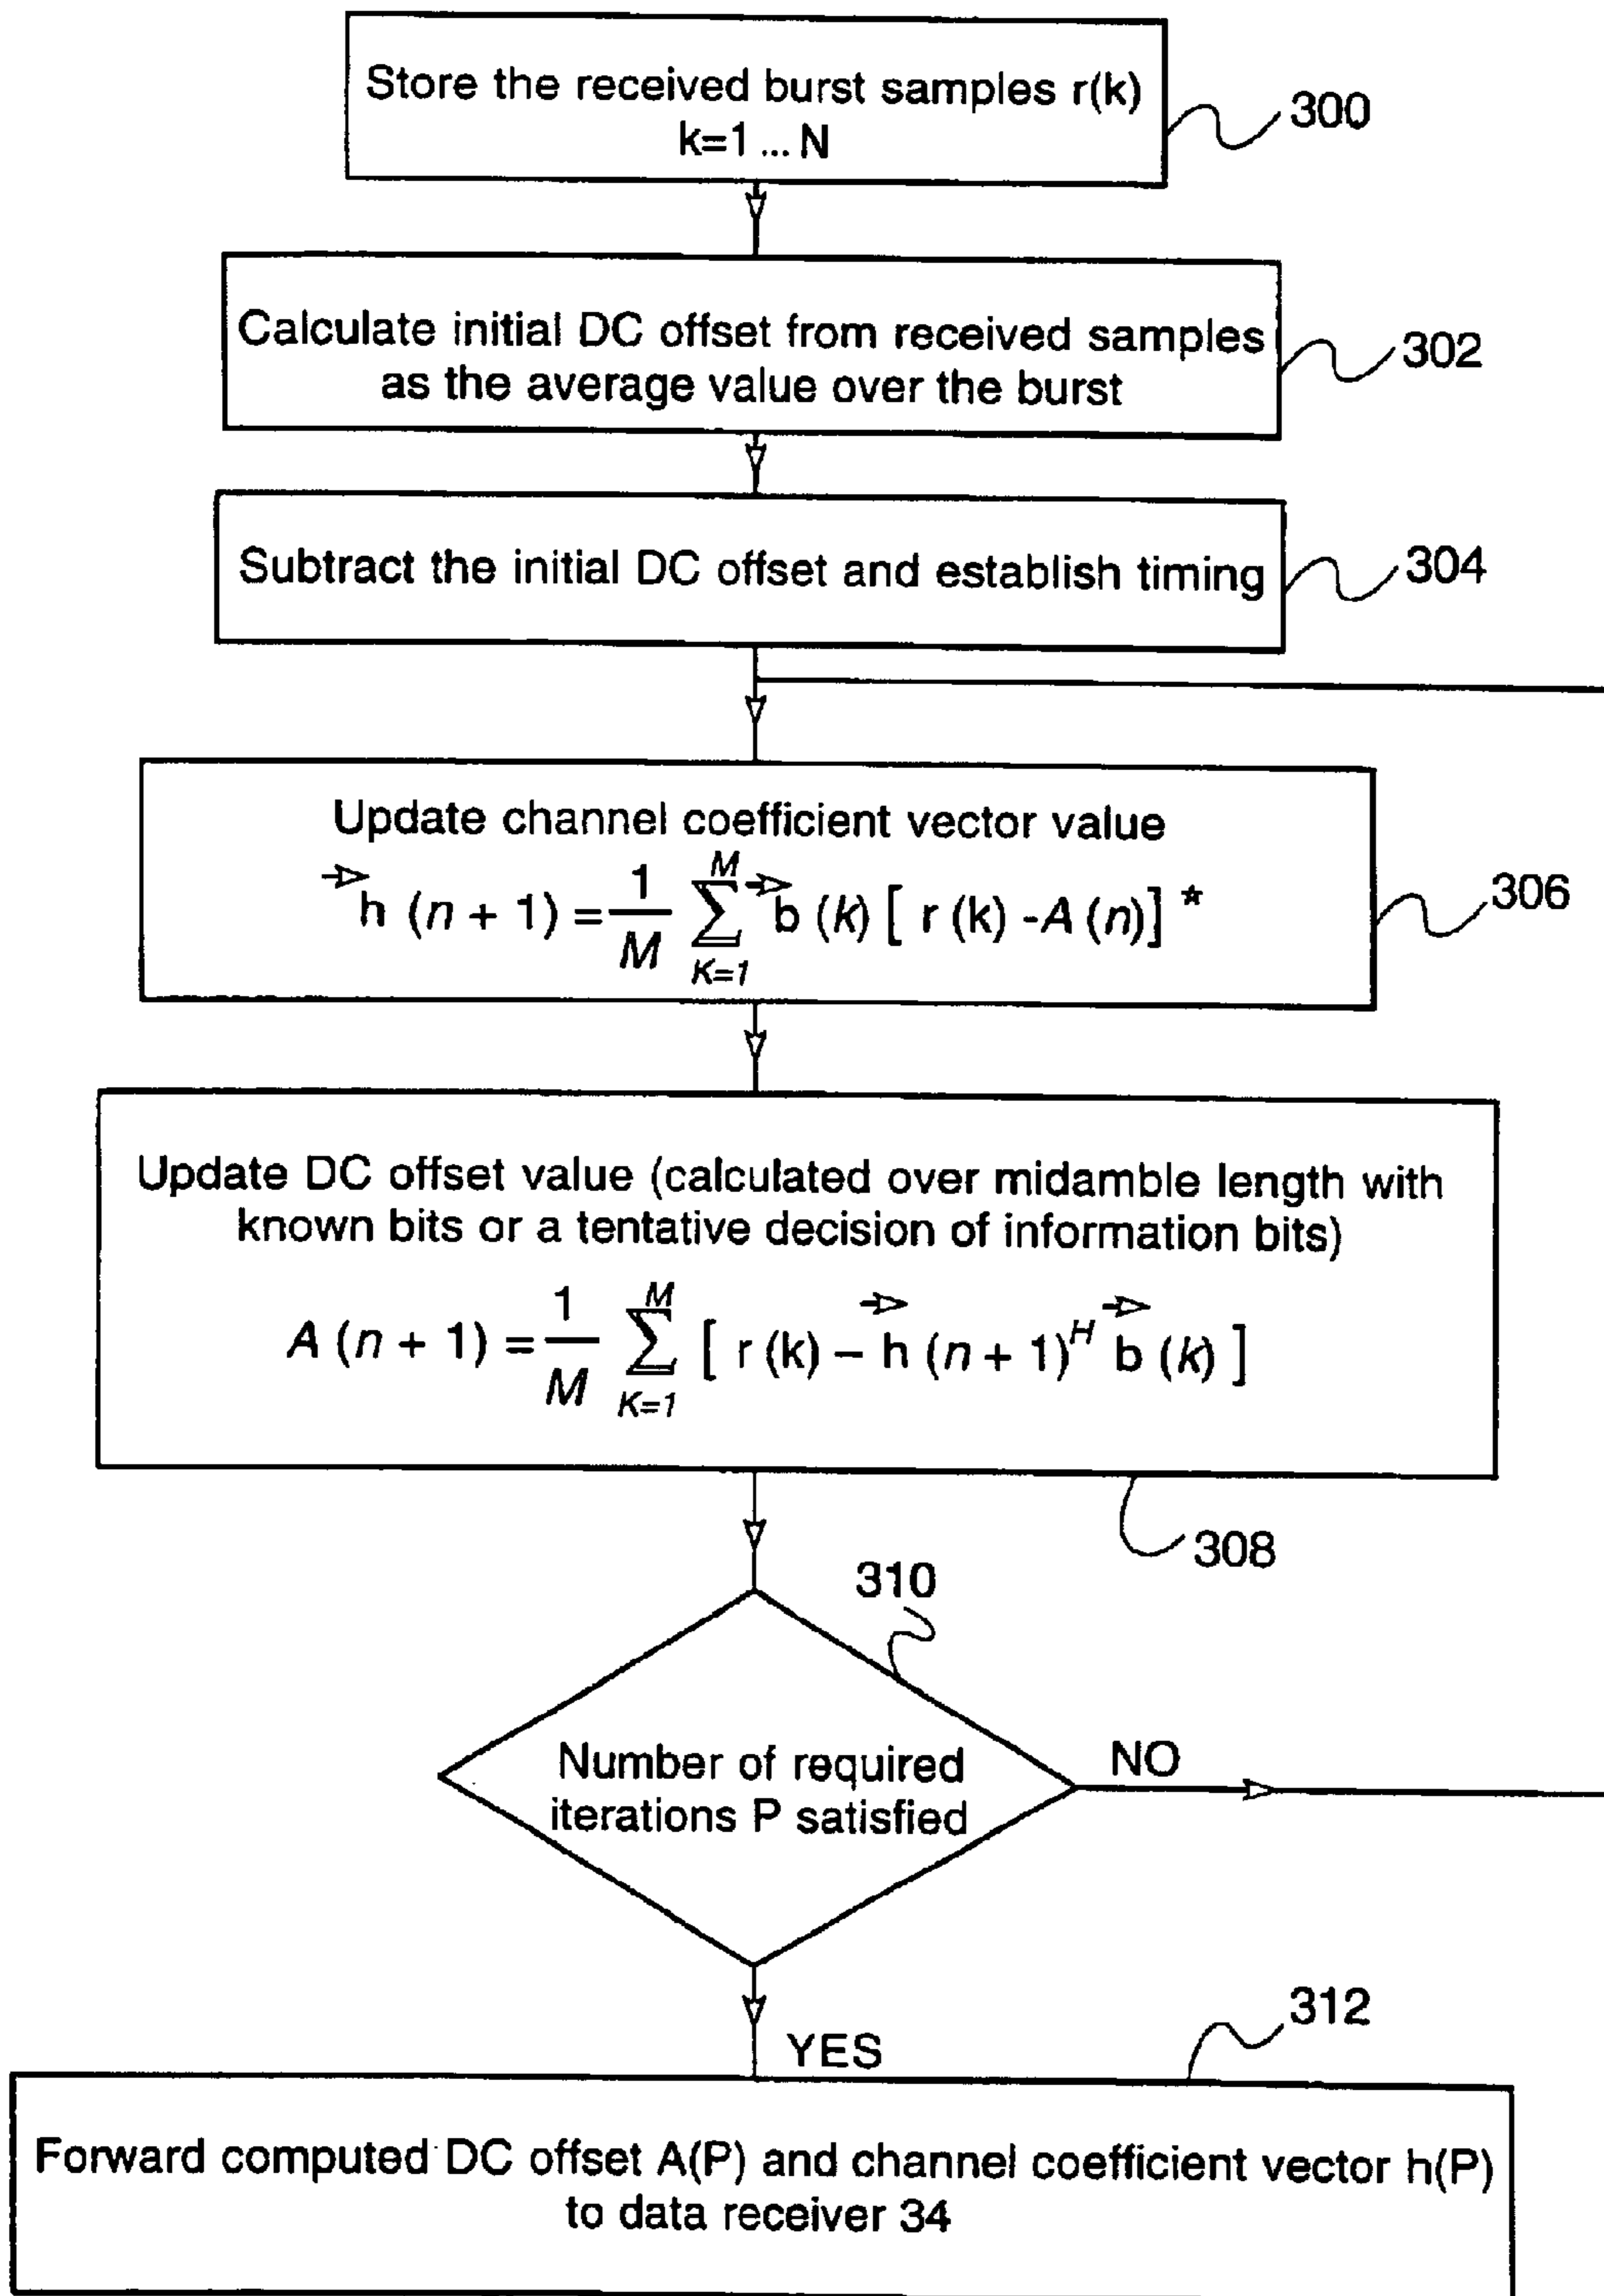 Store the received burst samples r(k)
k=1 ... N
300
Calculate initial DC offset from received samples
as the average value over the burst
302
Subtract the initial DC offset and establish timing
304
Update channel coefficient vector value
h⃗ (n + 1) = 1/M ∑_{K=1}^{M} b⃗ (k) [ r (k) - A (n)] *
306
Update DC offset value (calculated over midamble length with
known bits or a tentative decision of information bits)
A (n + 1) = 1/M ∑_{K=1}^{M} [ r (k) – h⃗ (n + 1)^H b⃗ (k) ]
308
310
Number of required
iterations P satisfied
NO
YES
312
Forward computed DC offset A(P) and channel coefficient vector h(P)
to data receiver 34